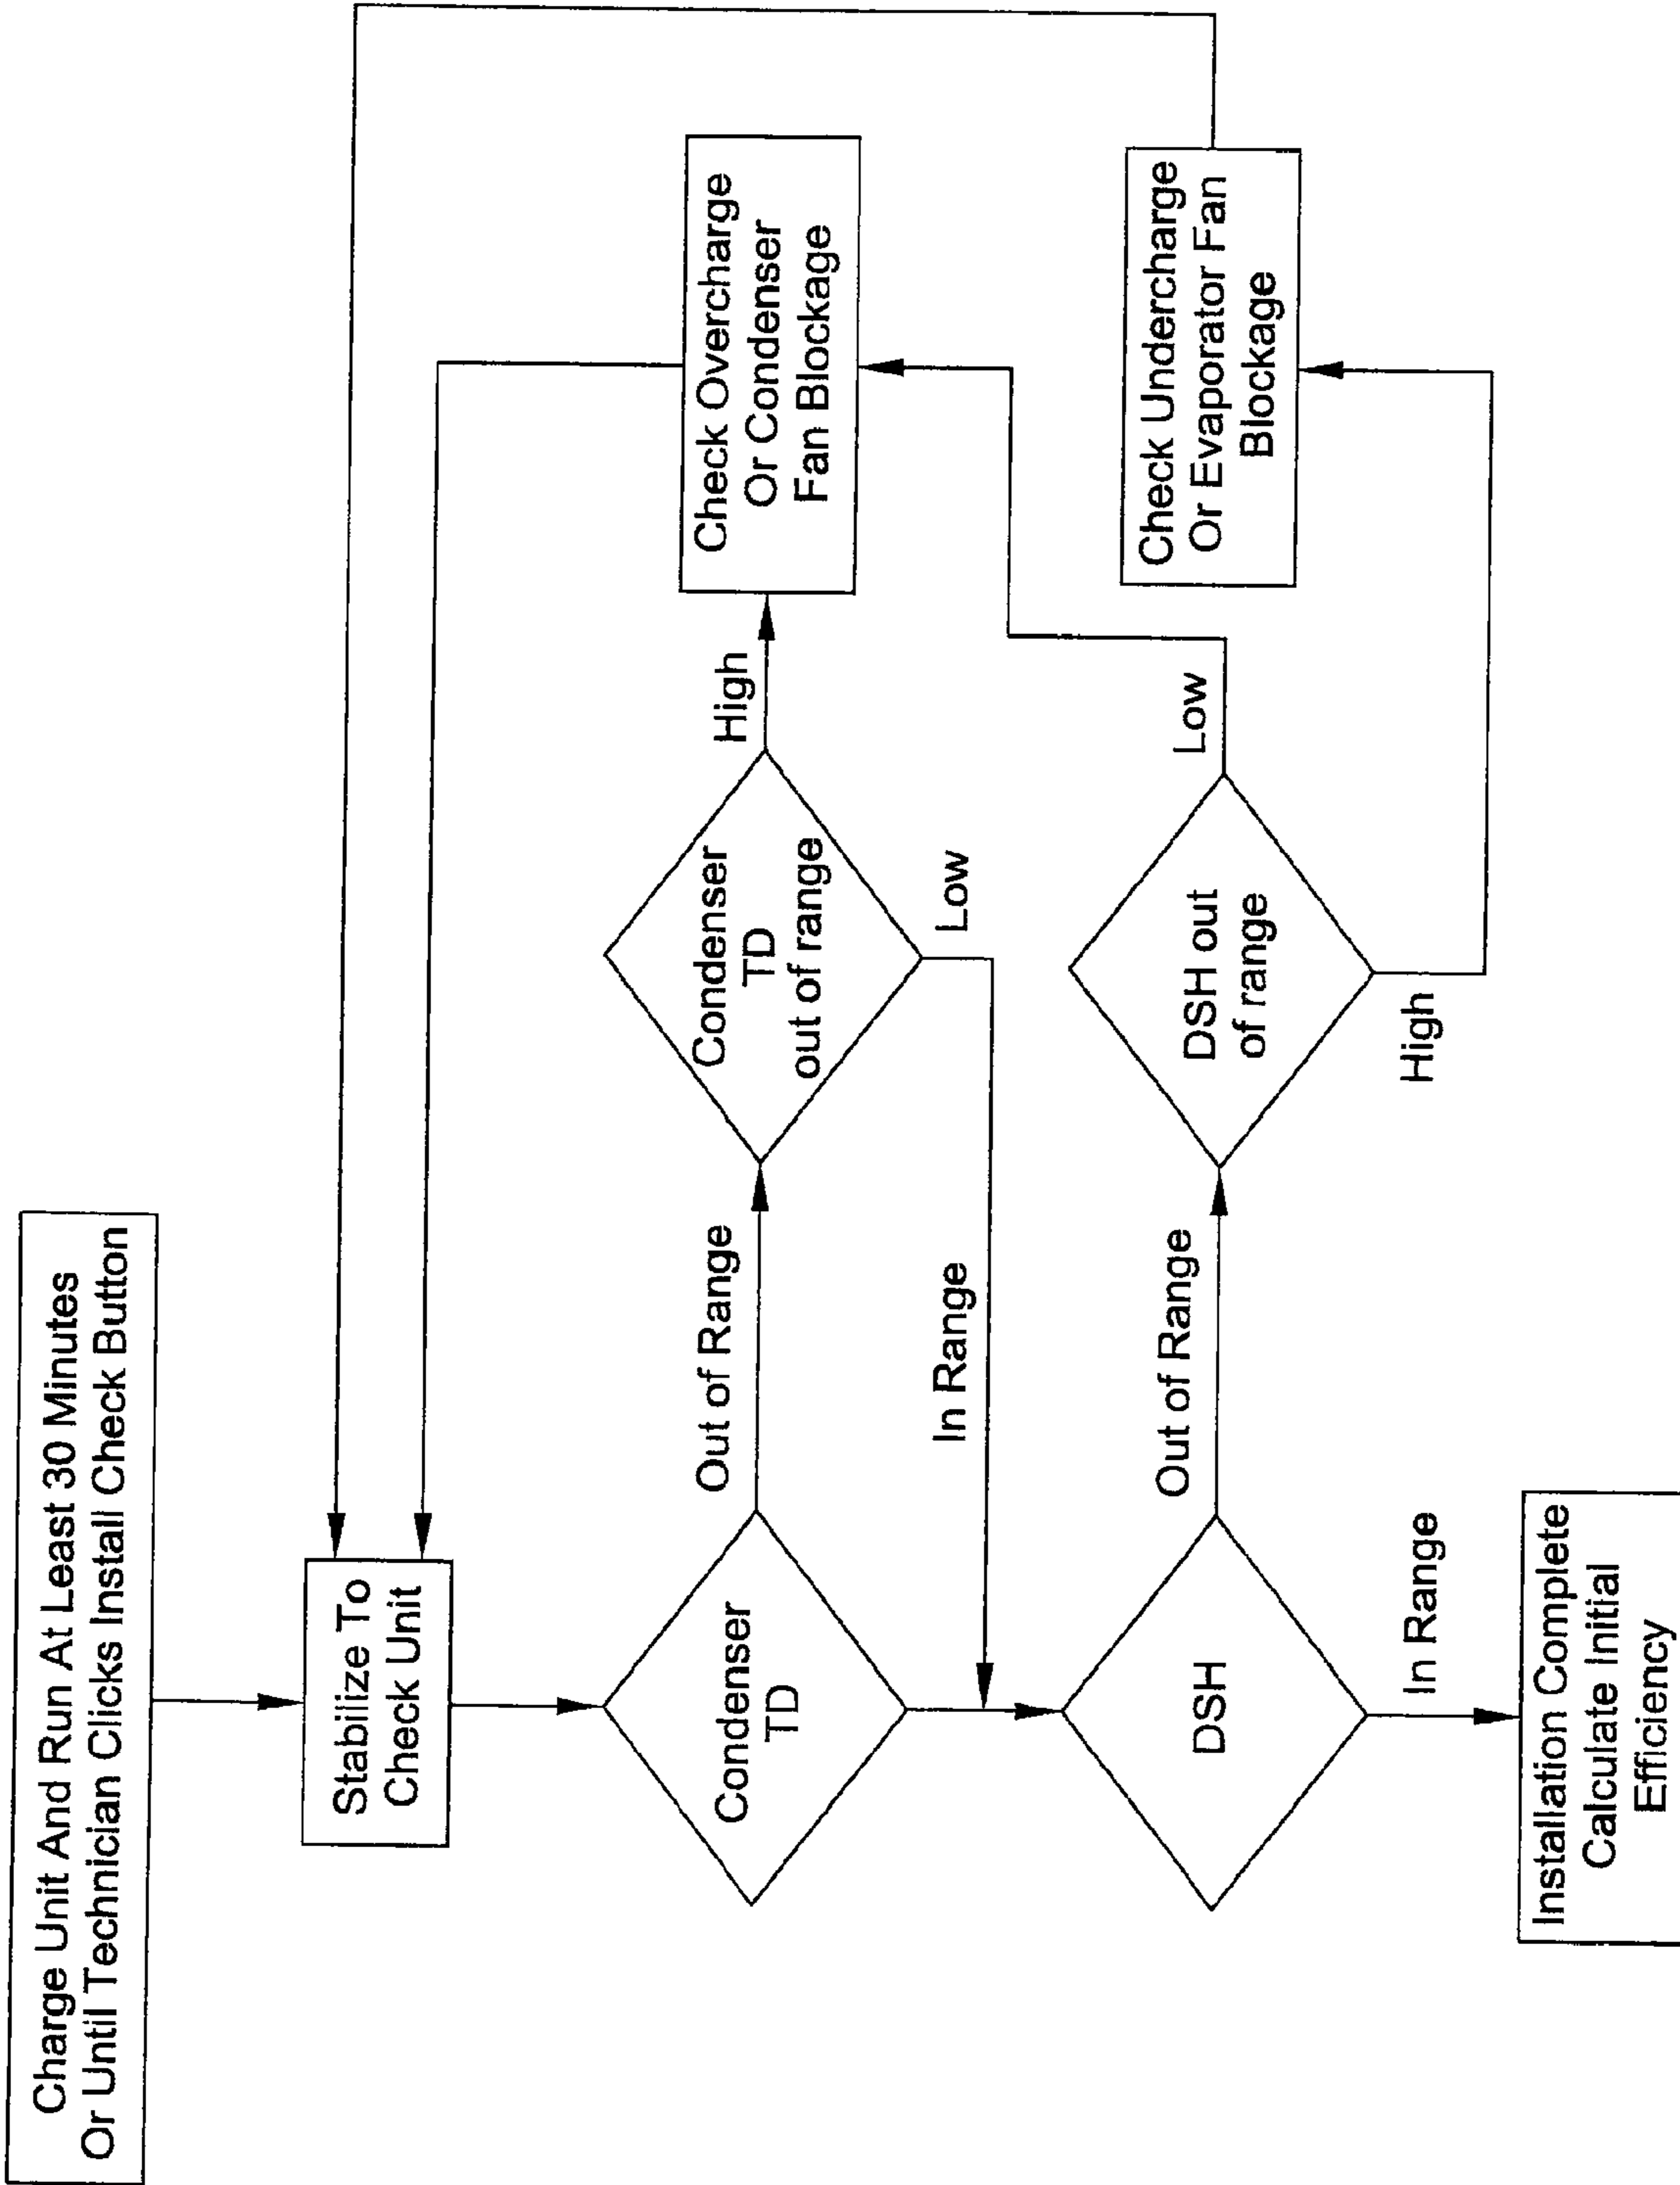 Charge Unit And Run At Least 30 Minutes
Or Until Technician Clicks Install Check Button
Stabilize To
Check Unit
Condenser
TD
Out of Range
Condenser
TD
out of range
High
Check Overcharge
Or Condenser
Fan Blockage
Low
In Range
DSH
Out of Range
DSH out
of range
Low
High
Check Undercharge
Or Evaporator Fan
Blockage
In Range
Installation Complete
Calculate Initial
Efficiency